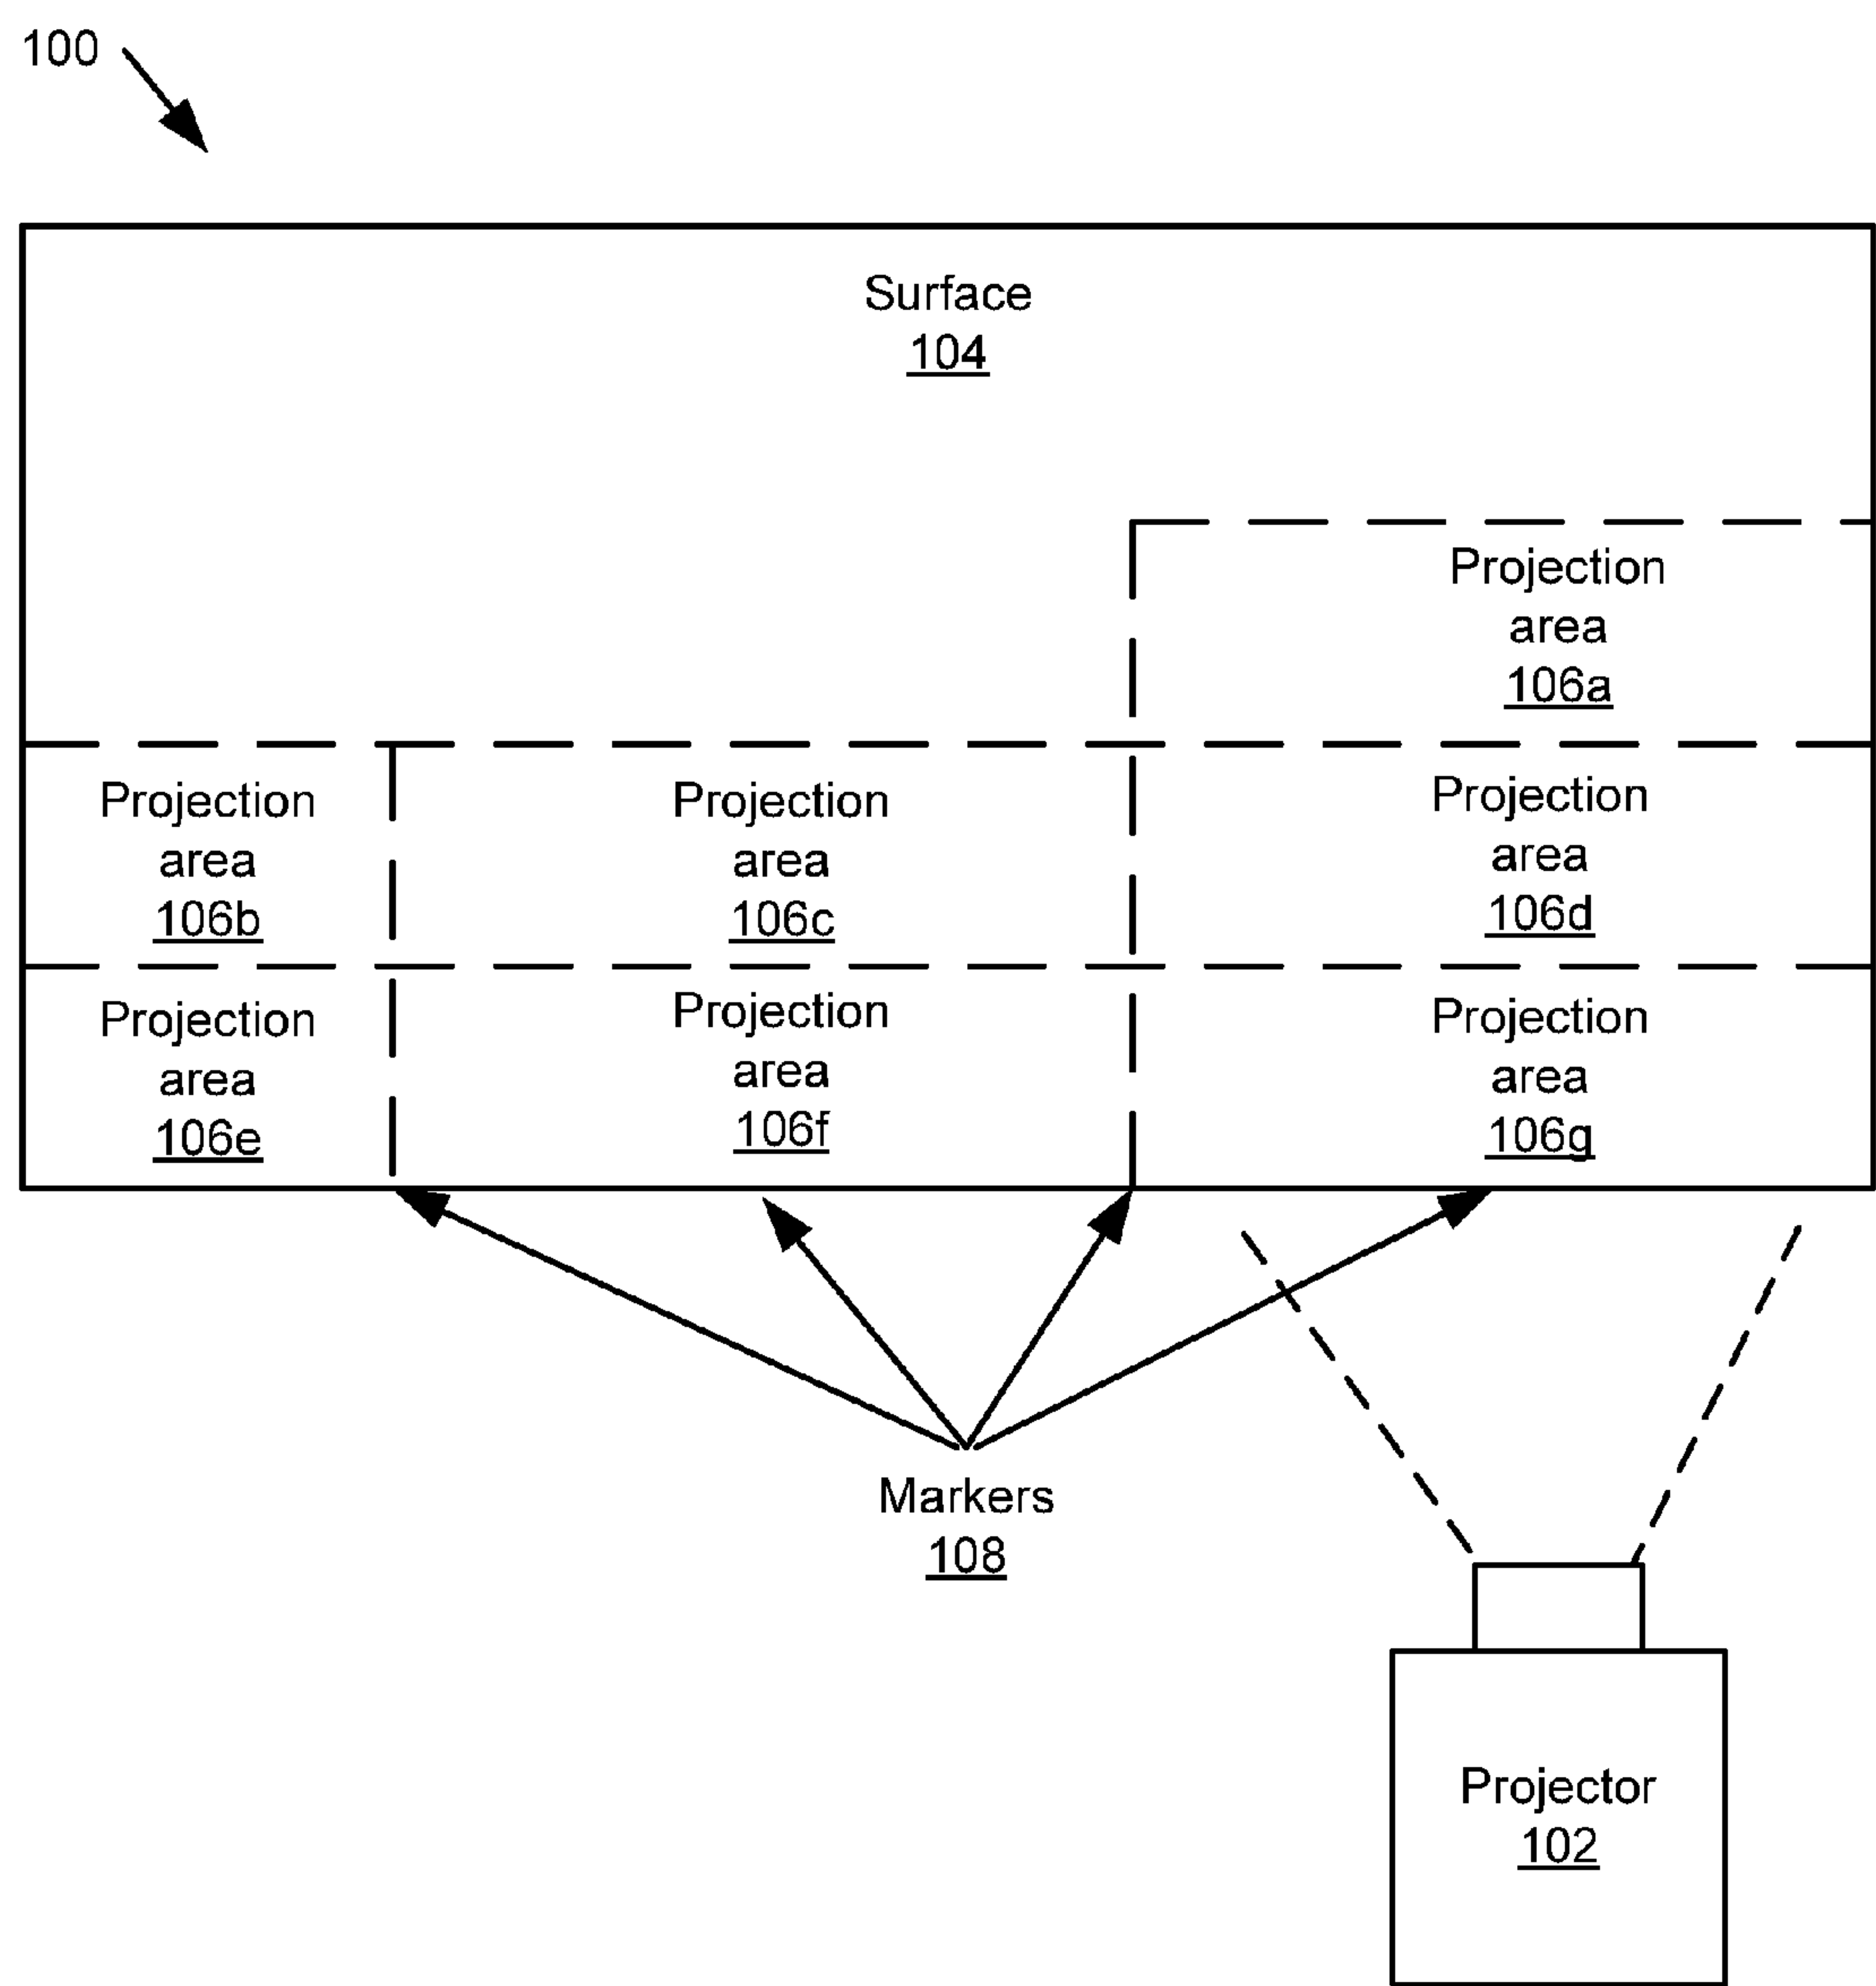 100
Surface
104
Projection
area
106a
Projection
area
106b
Projection
area
106c
Projection
area
106d
Projection
area
106e
Projection
area
106f
Projection
area
106g
Markers
108
Projector
102